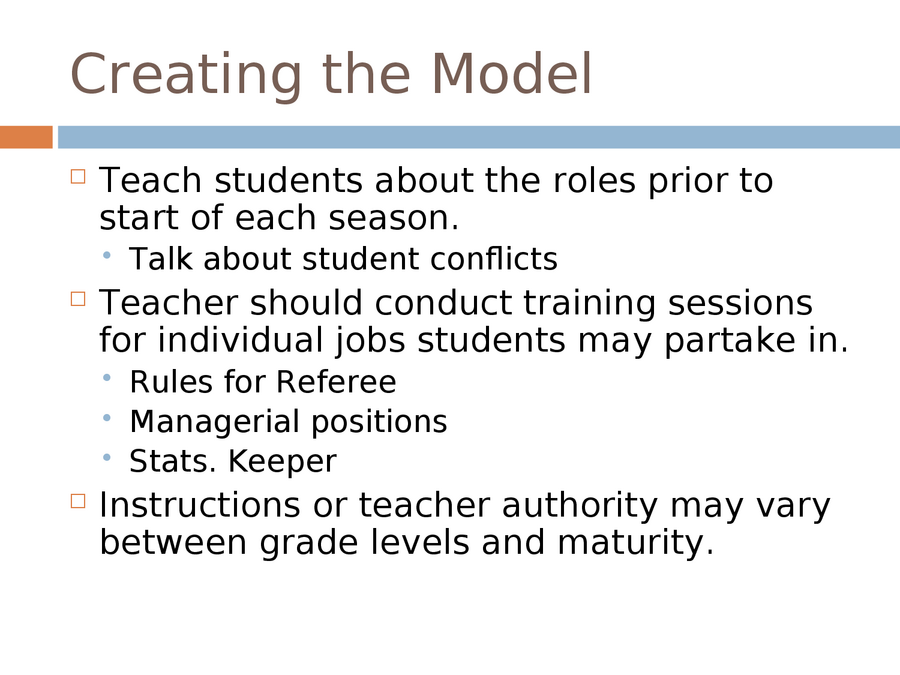 Creating the Model
Teach students about the roles prior to
start of each season.
Talk about student conflicts
Teacher should conduct training sessions
for individual jobs students may partake in.
Rules for Referee
Managerial positions
Stats. Keeper
Instructions or teacher authority may vary
between grade levels and maturity.